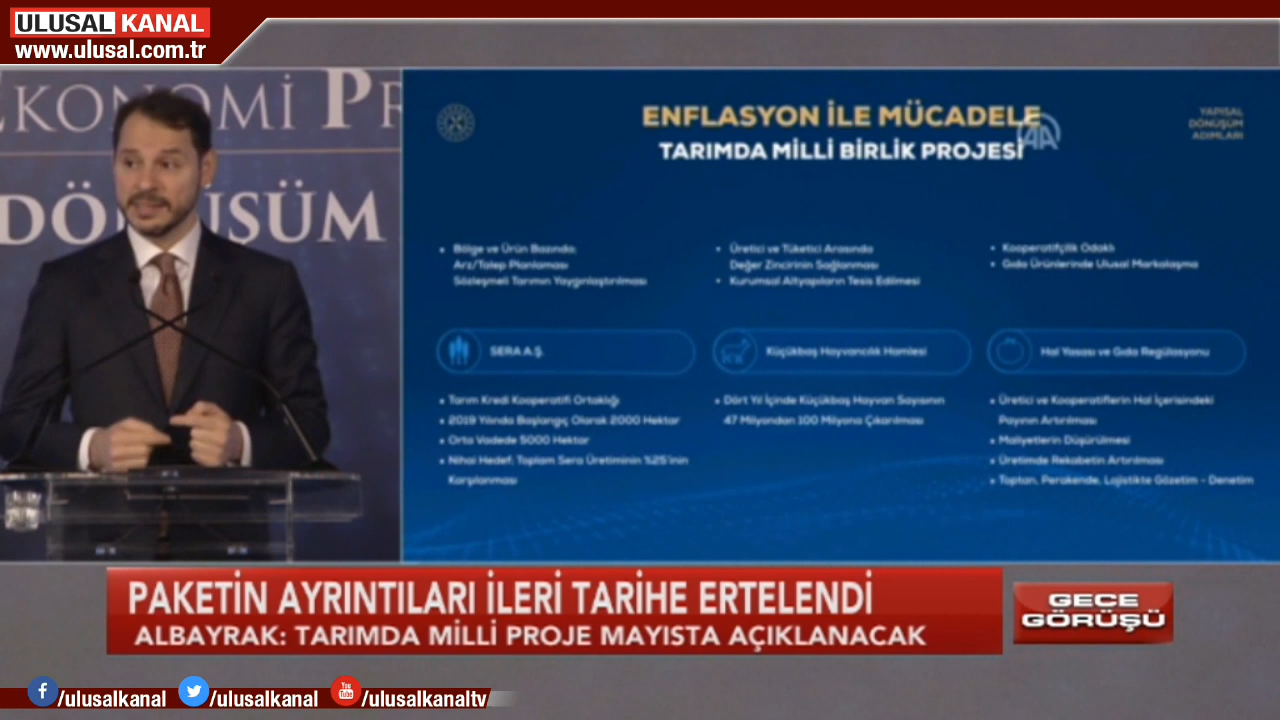 ULUSAL KANAL
www.ulusal.com.tr
EKONOMİ PR
DÖNÜŞÜM
ENFLASYON İLE MÜCADELE
TARIMDA MİLLİ BİRLİK PROJESİ
AA
YAPISAL
DÖNÜŞÜM
ADIMLARI
• Bölge ve Ürün Bazında:
Arz/Talep Planlaması
Sözleşmeli Tarımın Yaygınlaştırılması
• Üretici ve Tüketici Arasında
Değer Zincirinin Sağlanması
• Kurumsal Altyapıların Tesis Edilmesi
• Kooperatifçilik Odaklı
• Gıda Ürünlerinde Ulusal Markalaşma
SERA A.Ş.
Küçükbaş Hayvancılık Hamlesi
Hal Yasası ve Gıda Regülasyonu
• Tarım Kredi Kooperatifi Ortaklığı
• 2019 Yılında Başlangıç Olarak 2000 Hektar
• Orta Vadede 5000 Hektar
• Nihai Hedef: Toplam Sera Üretiminin %25'inin
Karşılanması
• Dört Yıl İçinde Küçükbaş Hayvan Sayısının
47 Milyondan 100 Milyona Çıkarılması
• Üretici ve Kooperatiflerin Hal İçerisindeki
Payının Artırılması
• Maliyetlerin Düşürülmesi
• Üretimde Rekabetin Artırılması
• Toptan, Perakende, Lojistikte Gözetim - Denetim
PAKETİN AYRINTILARI İLERİ TARİHE ERTELENDİ
ALBAYRAK: TARIMDA MİLLİ PROJE MAYISTA AÇIKLANACAK
GECE
GÖRÜŞÜ
/ulusalkanal
/ulusalkanal
You Tube
/ulusalkanaltv